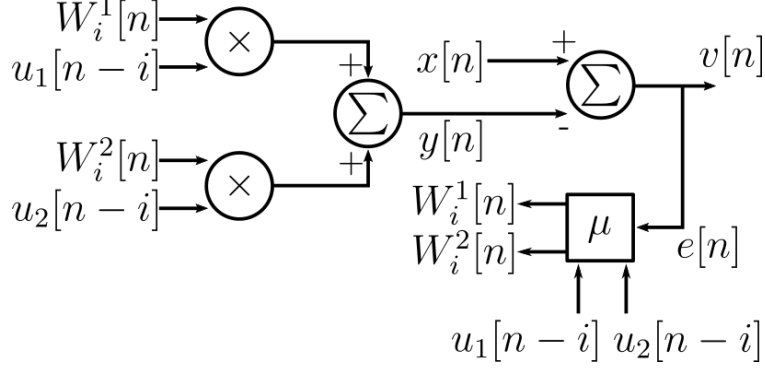 W_i^1[n]
u_1[n − i]
×
+
Σ
x[n]
+
Σ
v[n]
y[n]
-
W_i^2[n]
u_2[n − i]
×
+
W_i^1[n]
W_i^2[n]
μ
e[n]
u_1[n − i] u_2[n − i]